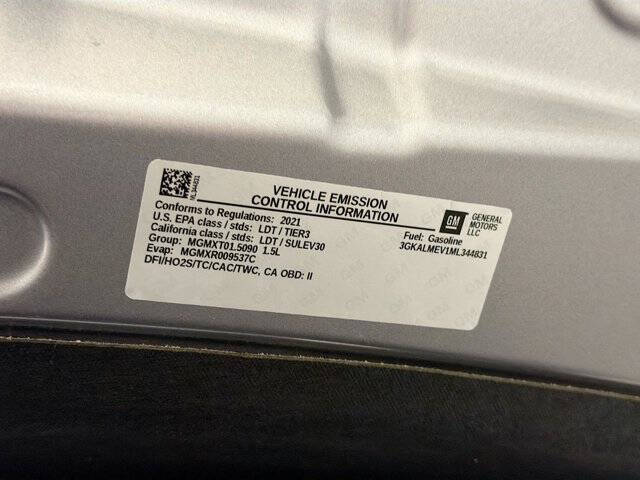 ML344831
VEHICLE EMISSION
CONTROL INFORMATION
Conforms to Regulations: 2021
U.S. EPA class / stds: LDT / TIER3
California class / stds: LDT / SULEV30
Group: MGMXT01.5090 1.5L
Evap: MGMXR009537C
DFI/HO2S/TC/CAC/TWC, CA OBD: II
Fuel: Gasoline
3GKALMEV1ML344831
GM
GENERAL
MOTORS
LLC